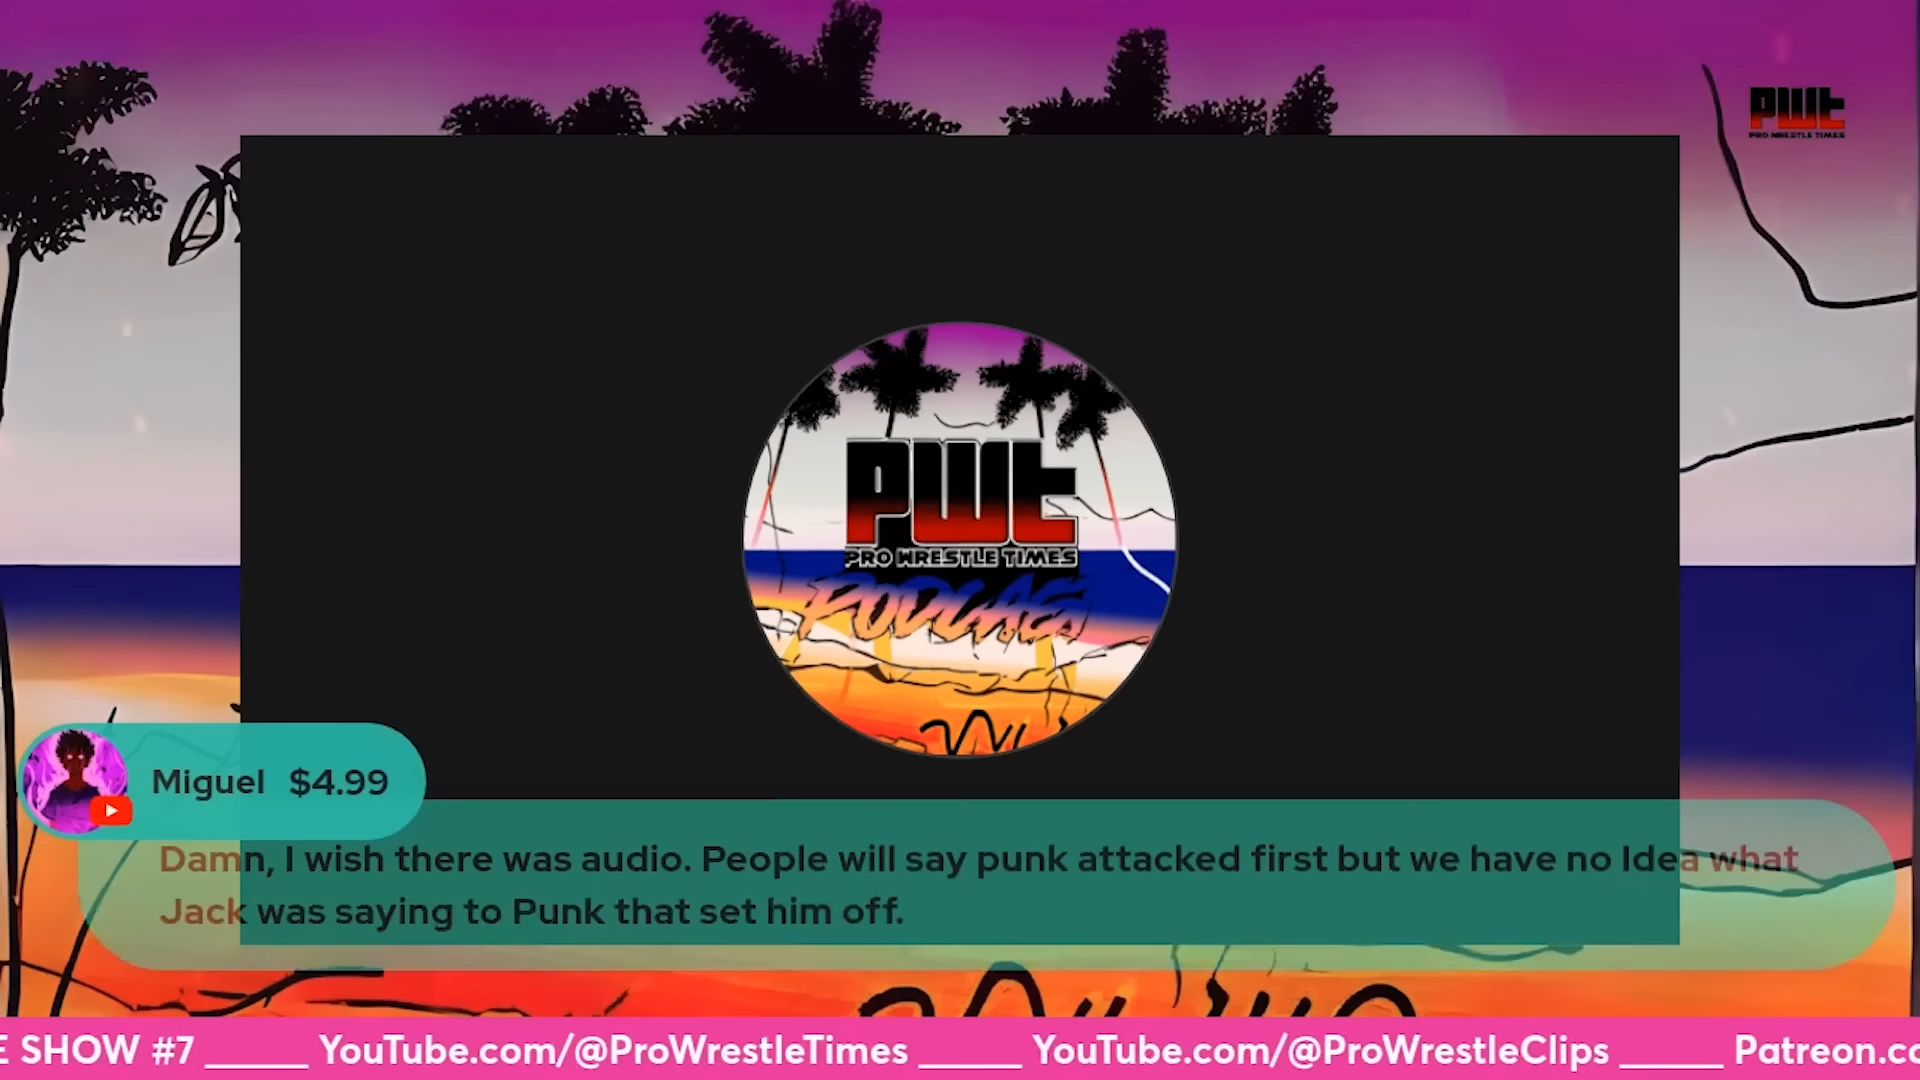 PWT
PRO WRESTLE TIMES
PWT
PRO WRESTLE TIMES
Miguel $4.99
Damn, I wish there was audio. People will say punk attacked first but we have no Idea what
Jack was saying to Punk that set him off.
E SHOW #7 _____ YouTube.com/@ProWrestleTimes _____ YouTube.com/@ProWrestleClips _____ Patreon.co